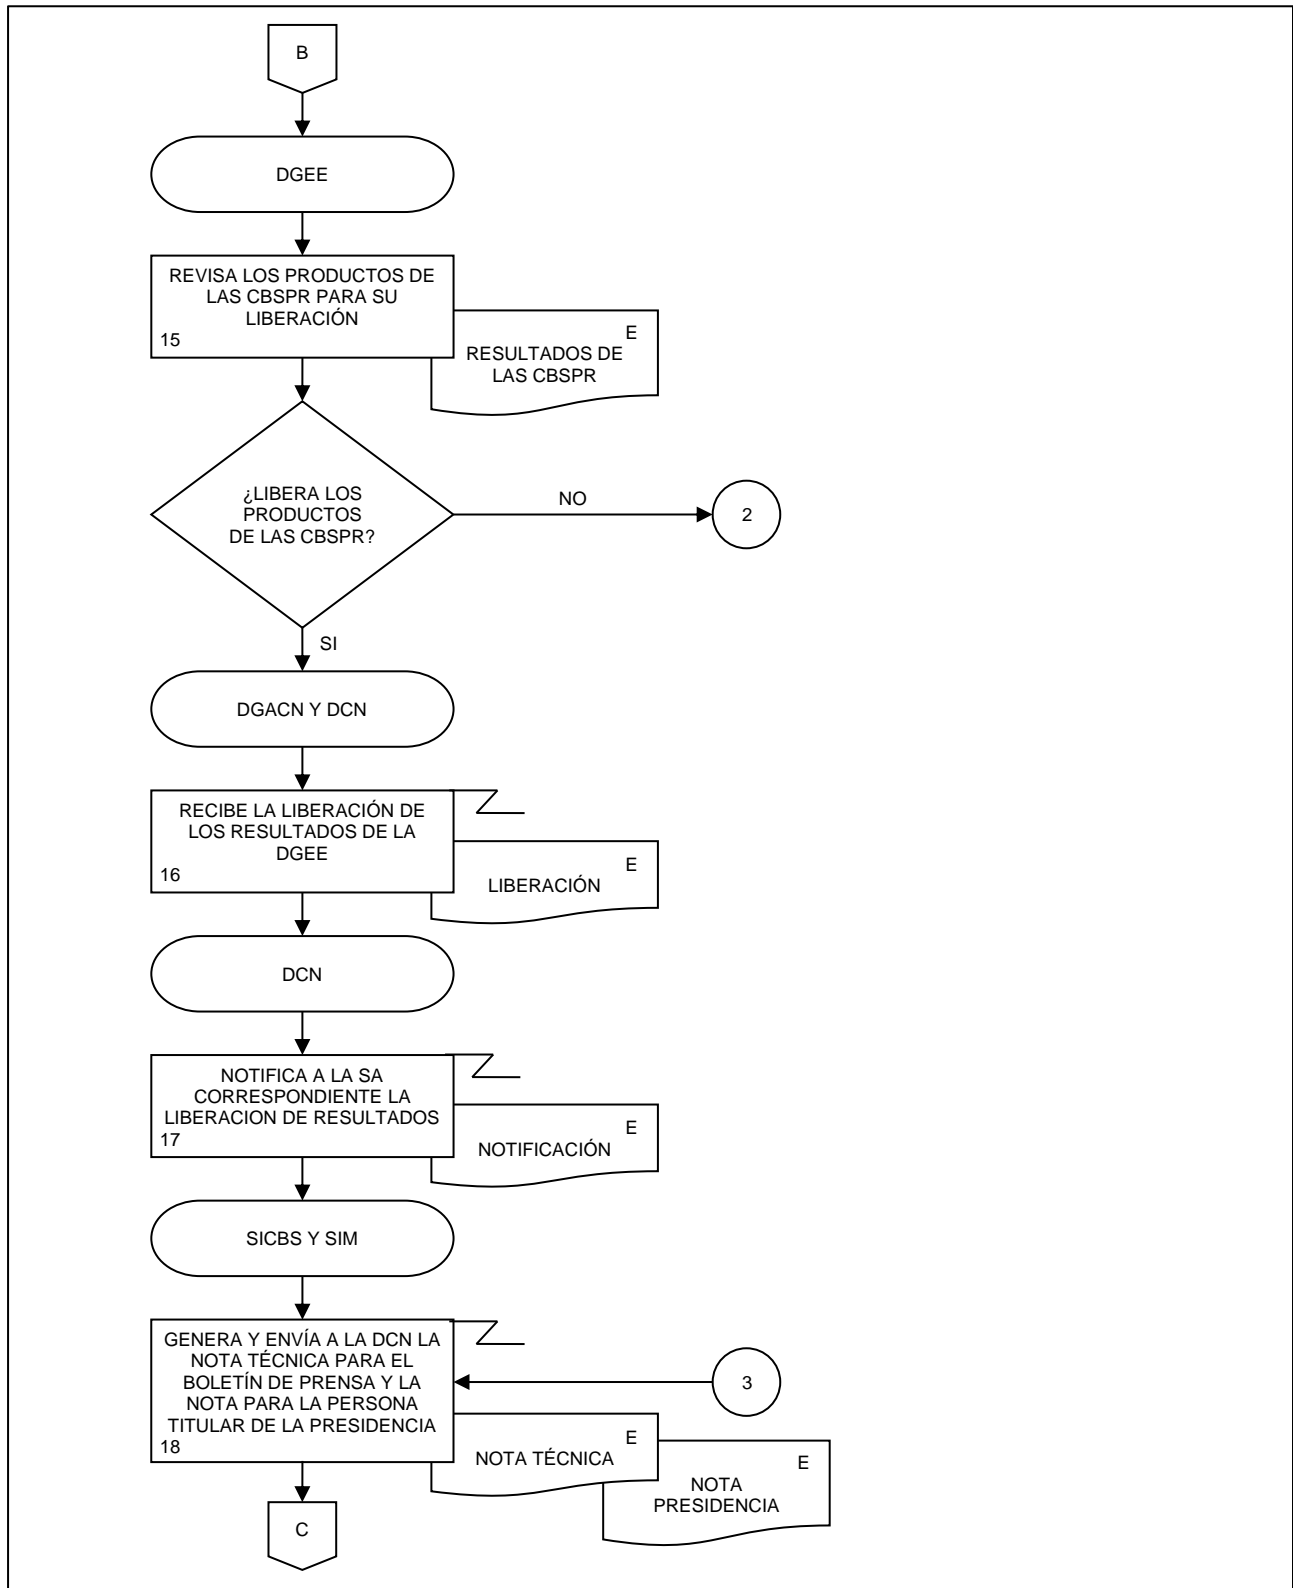 B
DGEE
REVISA LOS PRODUCTOS DE
LAS CBSPR PARA SU
LIBERACIÓN
15
E
RESULTADOS DE
LAS CBSPR
¿LIBERA LOS
PRODUCTOS
DE LAS CBSPR?
NO
2
SI
DGACN Y DCN
RECIBE LA LIBERACIÓN DE
LOS RESULTADOS DE LA
DGEE
16
E
LIBERACIÓN
DCN
NOTIFICA A LA SA
CORRESPONDIENTE LA
LIBERACION DE RESULTADOS
17
E
NOTIFICACIÓN
SICBS Y SIM
GENERA Y ENVÍA A LA DCN LA
NOTA TÉCNICA PARA EL
BOLETÍN DE PRENSA Y LA
NOTA PARA LA PERSONA
TITULAR DE LA PRESIDENCIA
18
3
E
NOTA TÉCNICA
E
NOTA
PRESIDENCIA
C